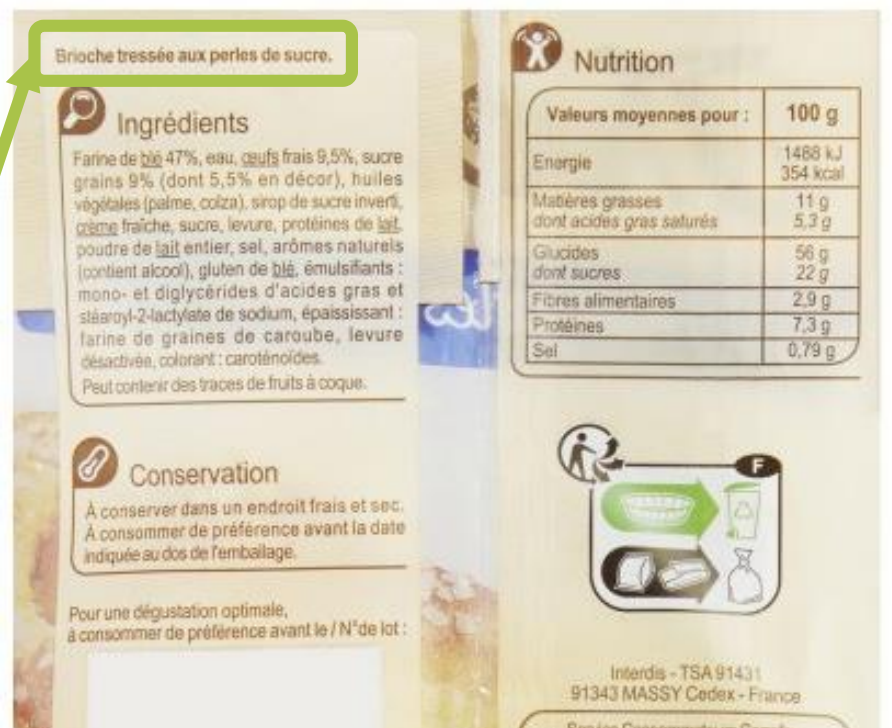 Brioche tressée aux perles de sucre.
Ingrédients
Farine de blé 47%, eau, œufs frais 9,5%, sucre
grains 9% (dont 5,5% en décor), huiles
végétales (palme, colza), sirop de sucre inverti,
crème fraîche, sucre, levure, protéines de lait,
poudre de lait entier, sel, arômes naturels
(contient alcool), gluten de blé, émulsifiants :
mono- et diglycérides d'acides gras et
stéaroyl-2-lactylate de sodium, épaississant :
farine de graines de caroube, levure
désactivée, colorant : caroténoïdes.
Peut contenir des traces de fruits à coque.
Conservation
À conserver dans un endroit frais et sec.
À consommer de préférence avant la date
indiquée au dos de l'emballage.
Pour une dégustation optimale,
à consommer de préférence avant le / N° de lot :
Nutrition
Valeurs moyennes pour : 100 g
Energie 1488 kJ
354 kcal
Matières grasses 11 g
dont acides gras saturés 5,3 g
Glucides 56 g
dont sucres 22 g
Fibres alimentaires 2,9 g
Protéines 7,3 g
Sel 0,79 g
F
Interdis - TSA 91431
91343 MASSY Cedex - France